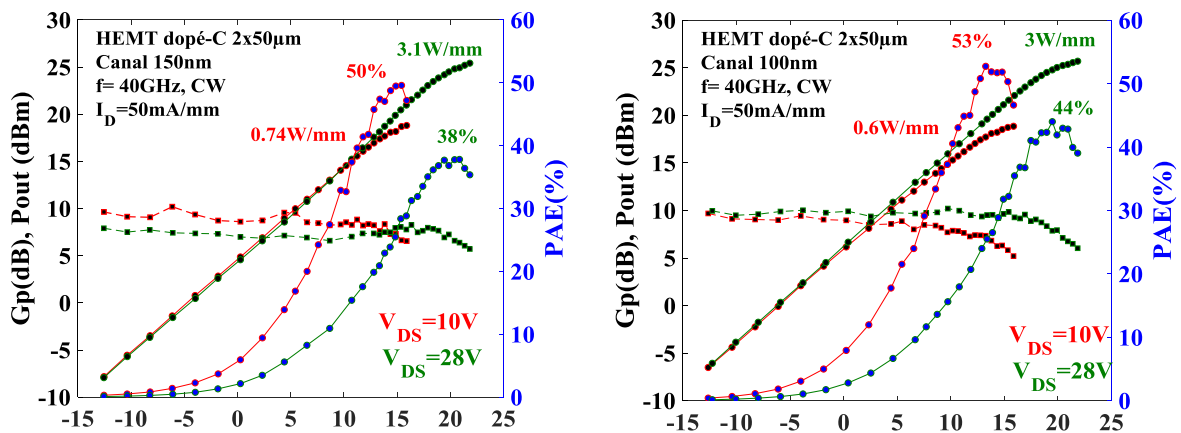 HEMT dopé-C 2x50µm
Canal 150nm
f= 40GHz, CW
I_D=50mA/mm
50%
3.1W/mm
0.74W/mm
38%
V_DS=10V
V_DS=28V
Gp(dB), Pout (dBm)
30
25
20
15
10
5
0
-5
-10
PAE(%)
60
50
40
30
20
10
0
-15
-10
-5
0
5
10
15
20
25
HEMT dopé-C 2x50µm
Canal 100nm
f= 40GHz, CW
I_D=50mA/mm
53%
3W/mm
0.6W/mm
44%
V_DS=10V
V_DS=28V
Gp(dB), Pout (dBm)
30
25
20
15
10
5
0
-5
-10
PAE(%)
60
50
40
30
20
10
0
-15
-10
-5
0
5
10
15
20
25